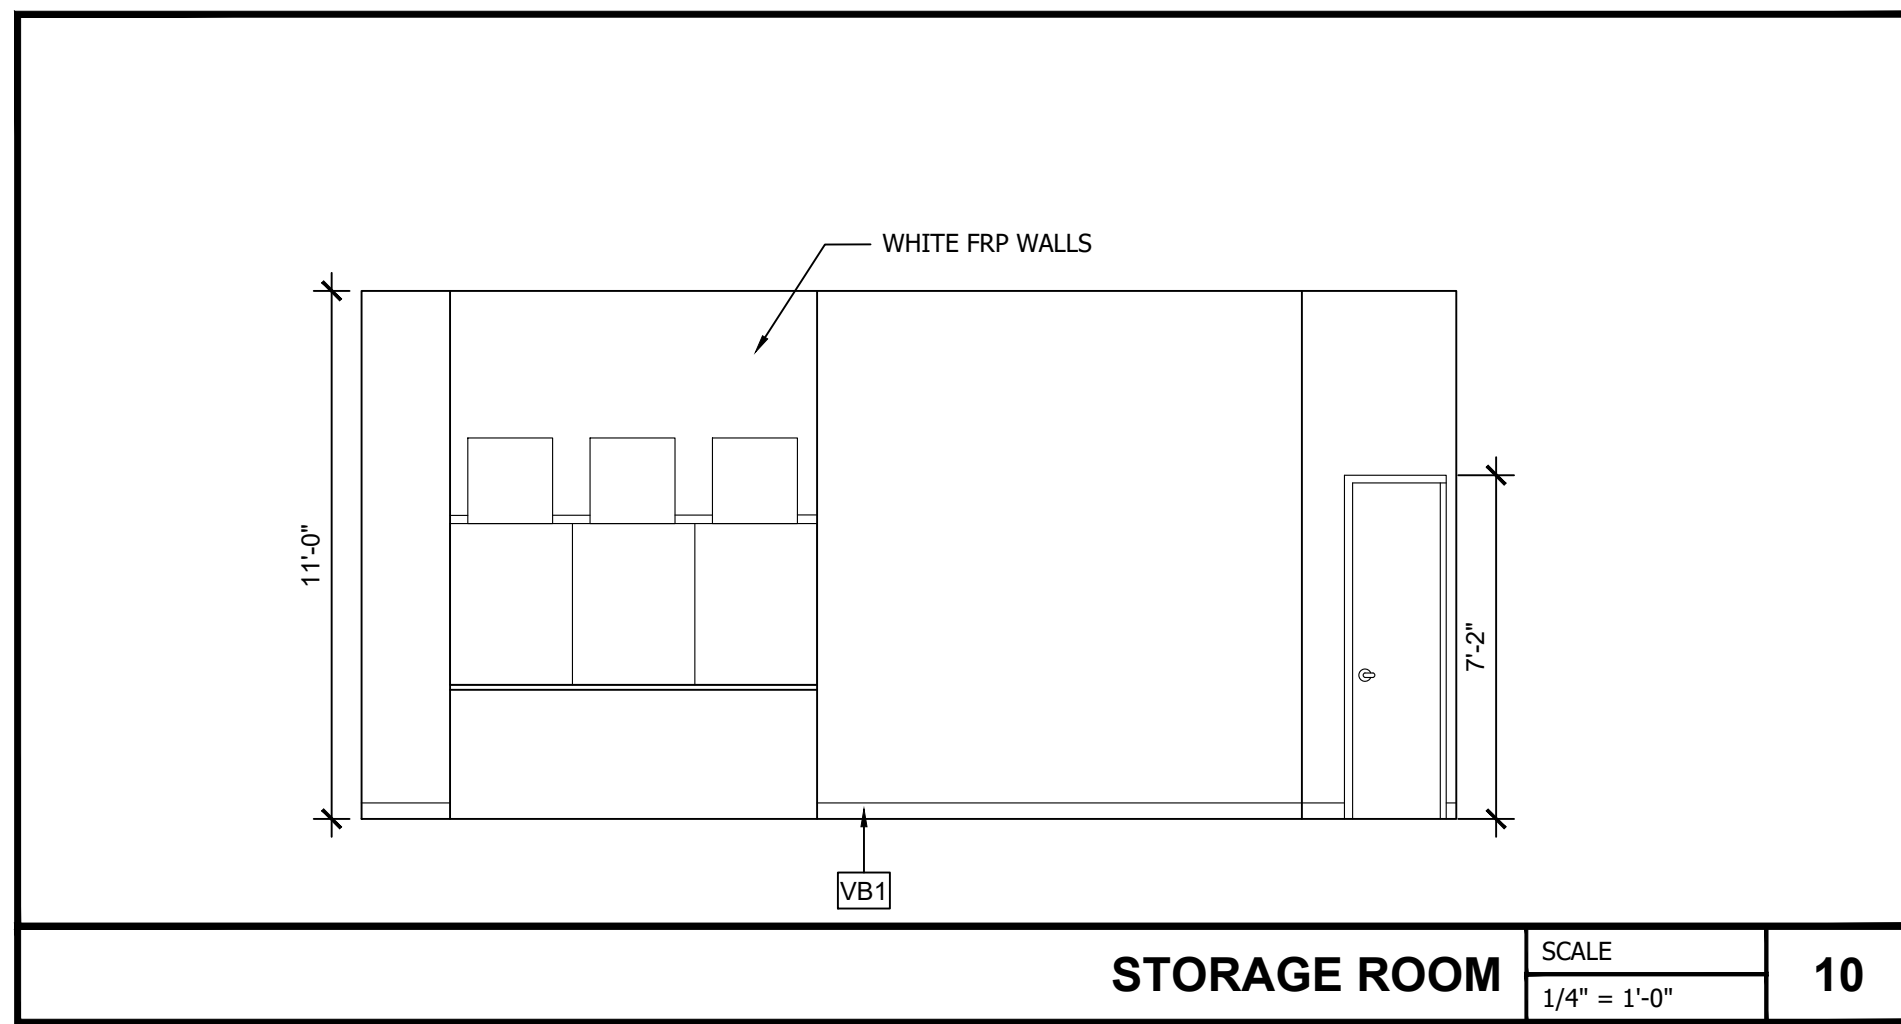 WHITE FRP WALLS
11'-0"
7'-2"
VB1
STORAGE ROOM
SCALE
1/4" = 1'-0"
10